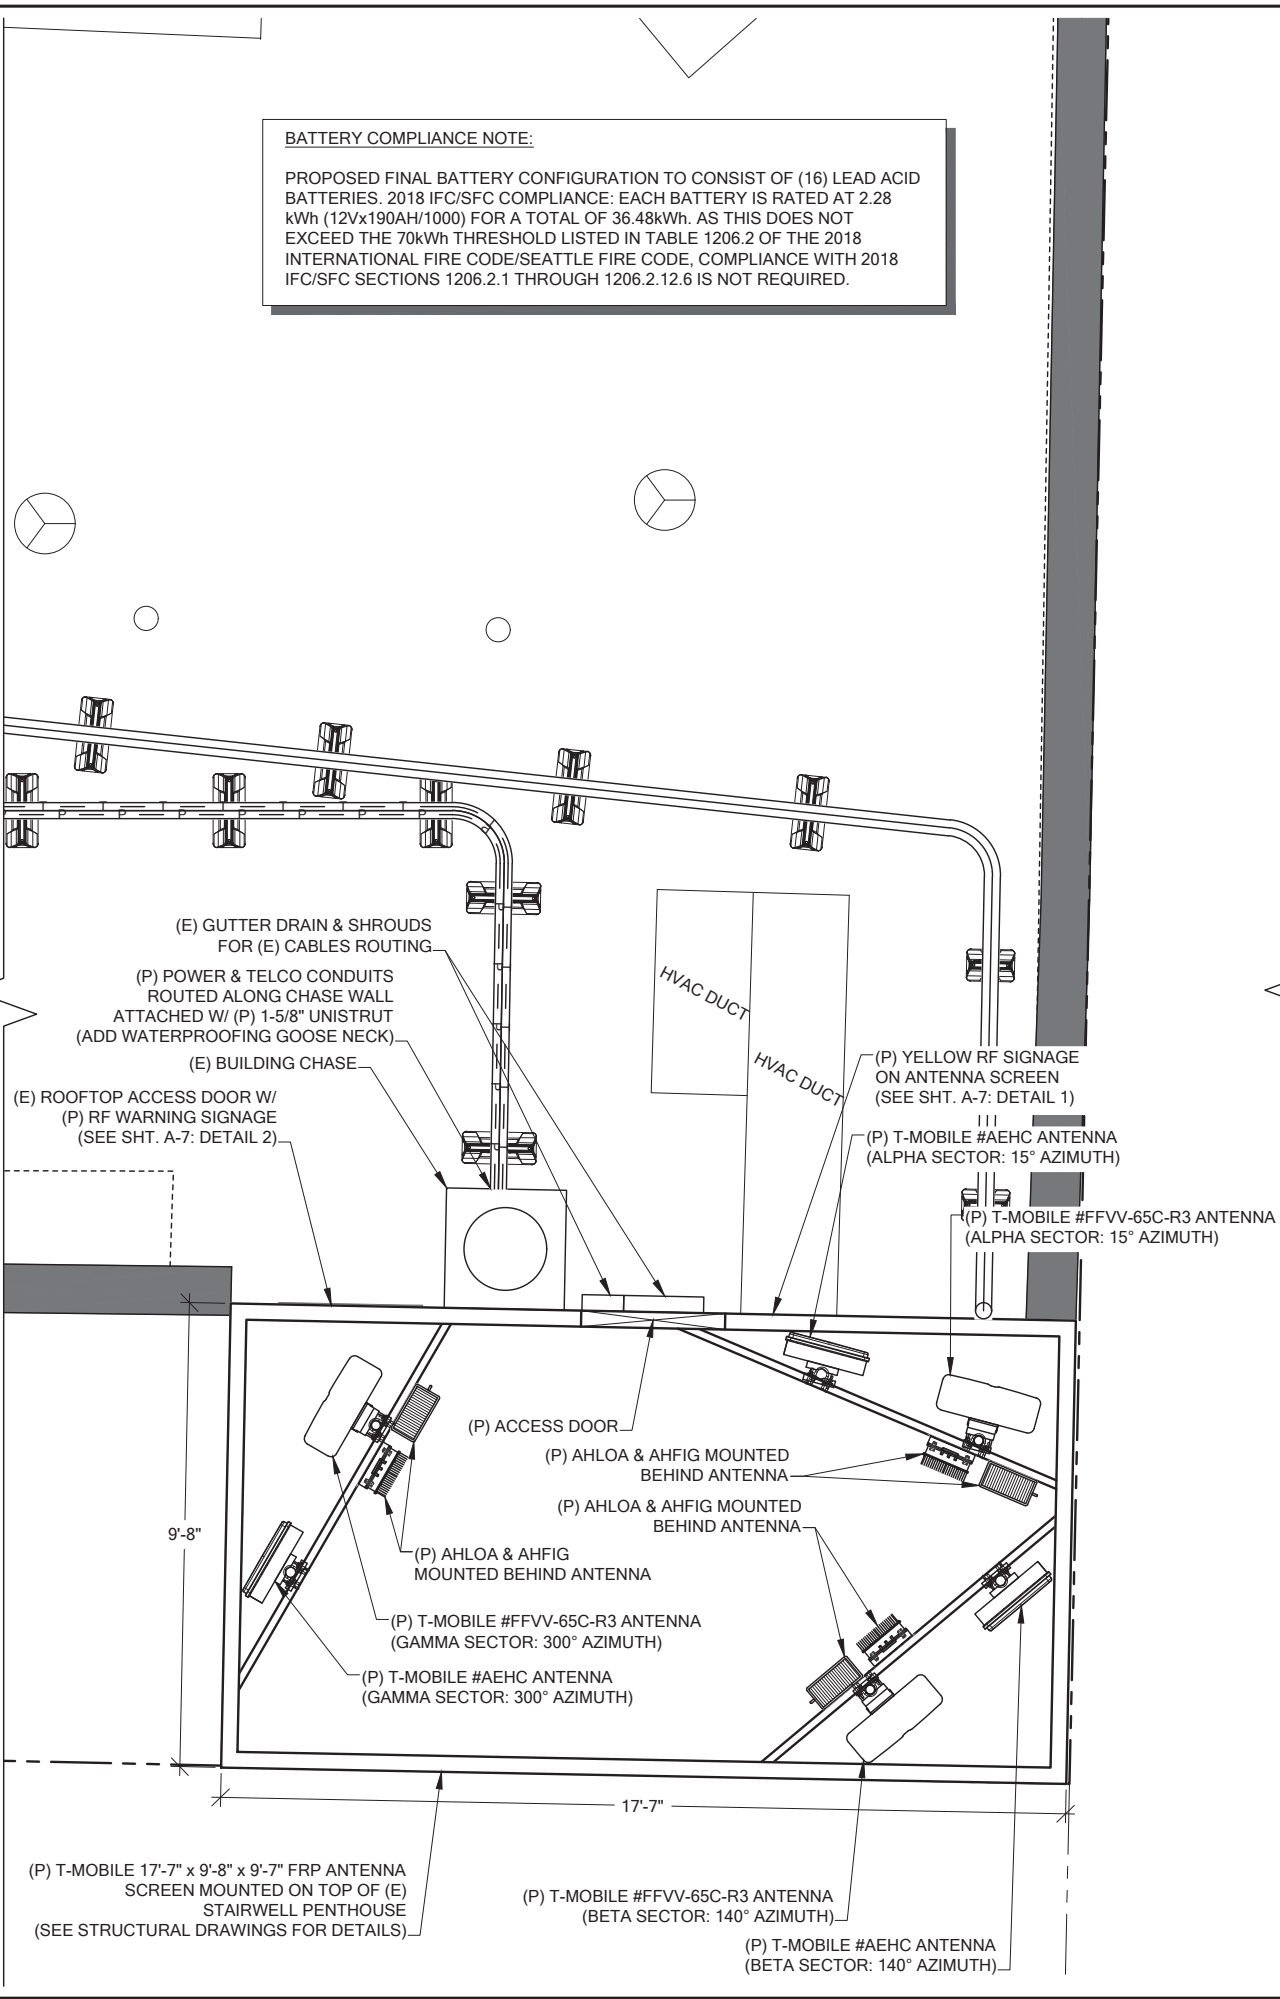 BATTERY COMPLIANCE NOTE:
PROPOSED FINAL BATTERY CONFIGURATION TO CONSIST OF (16) LEAD ACID
BATTERIES. 2018 IFC/SFC COMPLIANCE: EACH BATTERY IS RATED AT 2.28
kWh (12Vx190AH/1000) FOR A TOTAL OF 36.48kWh. AS THIS DOES NOT
EXCEED THE 70kWh THRESHOLD LISTED IN TABLE 1206.2 OF THE 2018
INTERNATIONAL FIRE CODE/SEATTLE FIRE CODE, COMPLIANCE WITH 2018
IFC/SFC SECTIONS 1206.2.1 THROUGH 1206.2.12.6 IS NOT REQUIRED.
P P P P P P P
(E) GUTTER DRAIN & SHROUDS
FOR (E) CABLES ROUTING
(P) POWER & TELCO CONDUITS
ROUTED ALONG CHASE WALL
ATTACHED W/ (P) 1-5/8" UNISTRUT
(ADD WATERPROOFING GOOSE NECK)
(E) BUILDING CHASE
(E) ROOFTOP ACCESS DOOR W/
(P) RF WARNING SIGNAGE
(SEE SHT. A-7: DETAIL 2)
HVAC DUCT
HVAC DUCT
(P) YELLOW RF SIGNAGE
ON ANTENNA SCREEN
(SEE SHT. A-7: DETAIL 1)
(P) T-MOBILE #AEHC ANTENNA
(ALPHA SECTOR: 15° AZIMUTH)
(P) T-MOBILE #FFVV-65C-R3 ANTENNA
(ALPHA SECTOR: 15° AZIMUTH)
(P) ACCESS DOOR
(P) AHLOA & AHFIG MOUNTED
BEHIND ANTENNA
(P) AHLOA & AHFIG MOUNTED
BEHIND ANTENNA
9'-8"
(P) AHLOA & AHFIG
MOUNTED BEHIND ANTENNA
(P) T-MOBILE #FFVV-65C-R3 ANTENNA
(GAMMA SECTOR: 300° AZIMUTH)
(P) T-MOBILE #AEHC ANTENNA
(GAMMA SECTOR: 300° AZIMUTH)
17'-7"
(P) T-MOBILE 17'-7" x 9'-8" x 9'-7" FRP ANTENNA
SCREEN MOUNTED ON TOP OF (E)
STAIRWELL PENTHOUSE
(SEE STRUCTURAL DRAWINGS FOR DETAILS)
(P) T-MOBILE #FFVV-65C-R3 ANTENNA
(BETA SECTOR: 140° AZIMUTH)
(P) T-MOBILE #AEHC ANTENNA
(BETA SECTOR: 140° AZIMUTH)